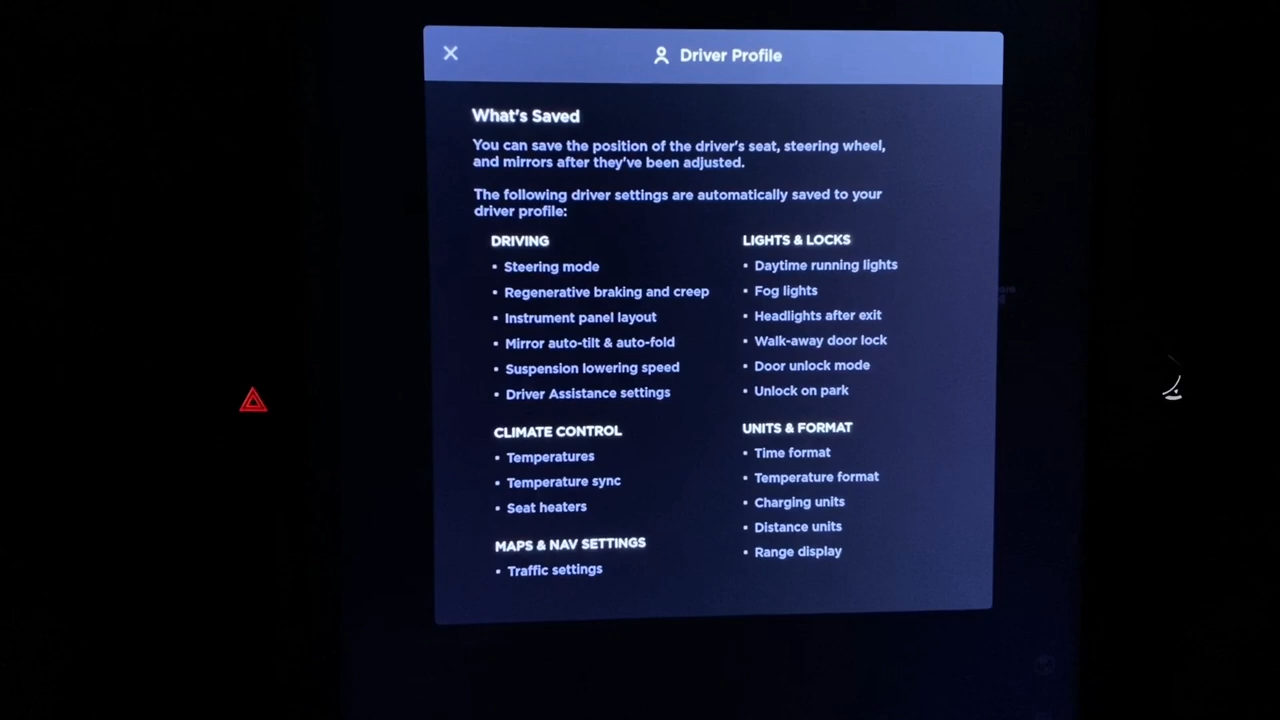 Driver Profile
What's Saved
You can save the position of the driver's seat, steering wheel,
and mirrors after they've been adjusted.
The following driver settings are automatically saved to your
driver profile:
DRIVING
• Steering mode
• Regenerative braking and creep
• Instrument panel layout
• Mirror auto-tilt & auto-fold
• Suspension lowering speed
• Driver Assistance settings
CLIMATE CONTROL
• Temperatures
• Temperature sync
• Seat heaters
MAPS & NAV SETTINGS
• Traffic settings
LIGHTS & LOCKS
• Daytime running lights
• Fog lights
• Headlights after exit
• Walk-away door lock
• Door unlock mode
• Unlock on park
UNITS & FORMAT
• Time format
• Temperature format
• Charging units
• Distance units
• Range display